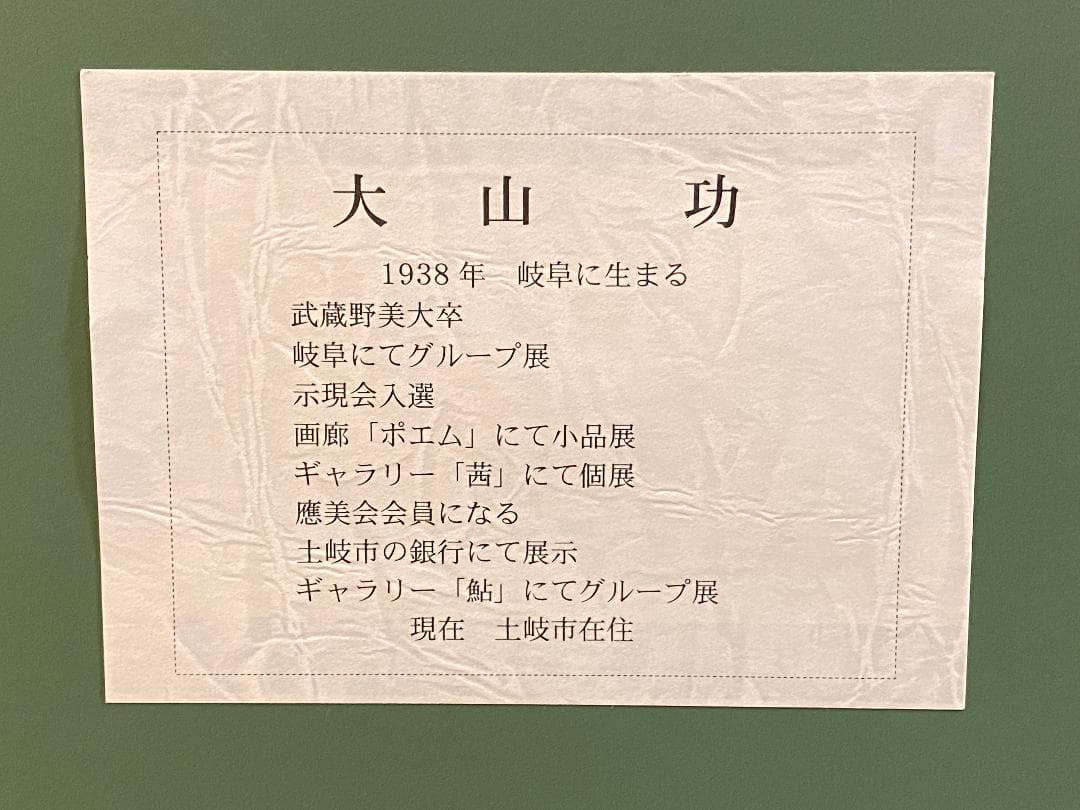 大山　功
1938年　岐阜に生まる
武蔵野美大卒
岐阜にてグループ展
示現会入選
画廊「ポエム」にて小品展
ギャラリー「茜」にて個展
應美会会員になる
土岐市の銀行にて展示
ギャラリー「鮎」にてグループ展
現在　土岐市在住